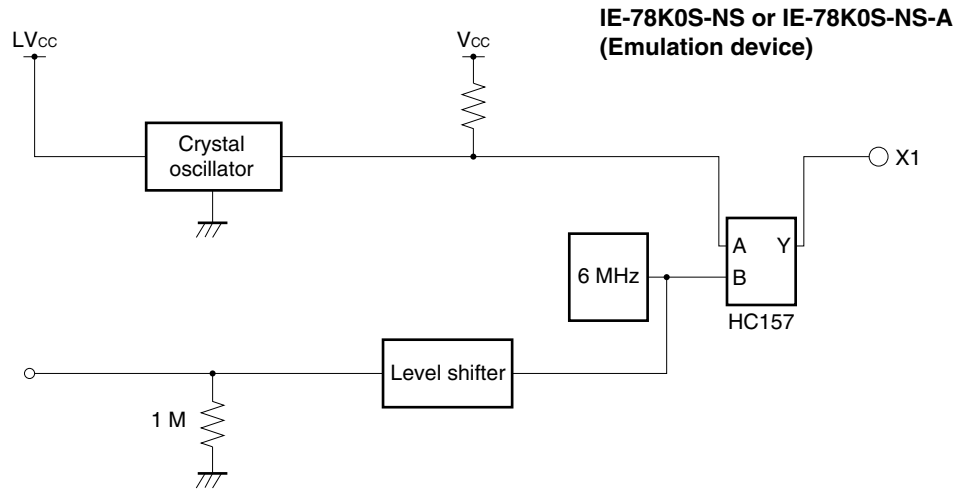 IE-78K0S-NS or IE-78K0S-NS-A
(Emulation device)
LVCC
VCC
Crystal
oscillator
X1
A Y
B
6 MHz
HC157
Level shifter
1 M